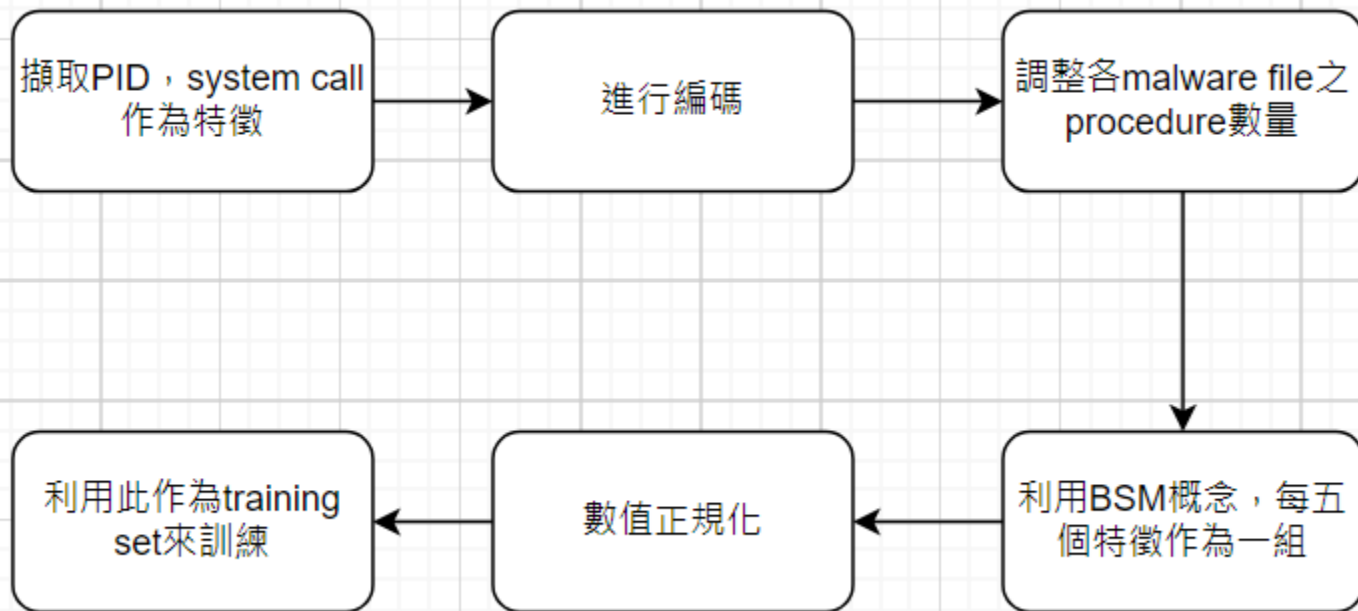 擷取PID，system call
作為特徵
進行編碼
調整各malware file之
procedure數量
利用BSM概念，每五
個特徵作為一組
數值正規化
利用此作為training
set來訓練